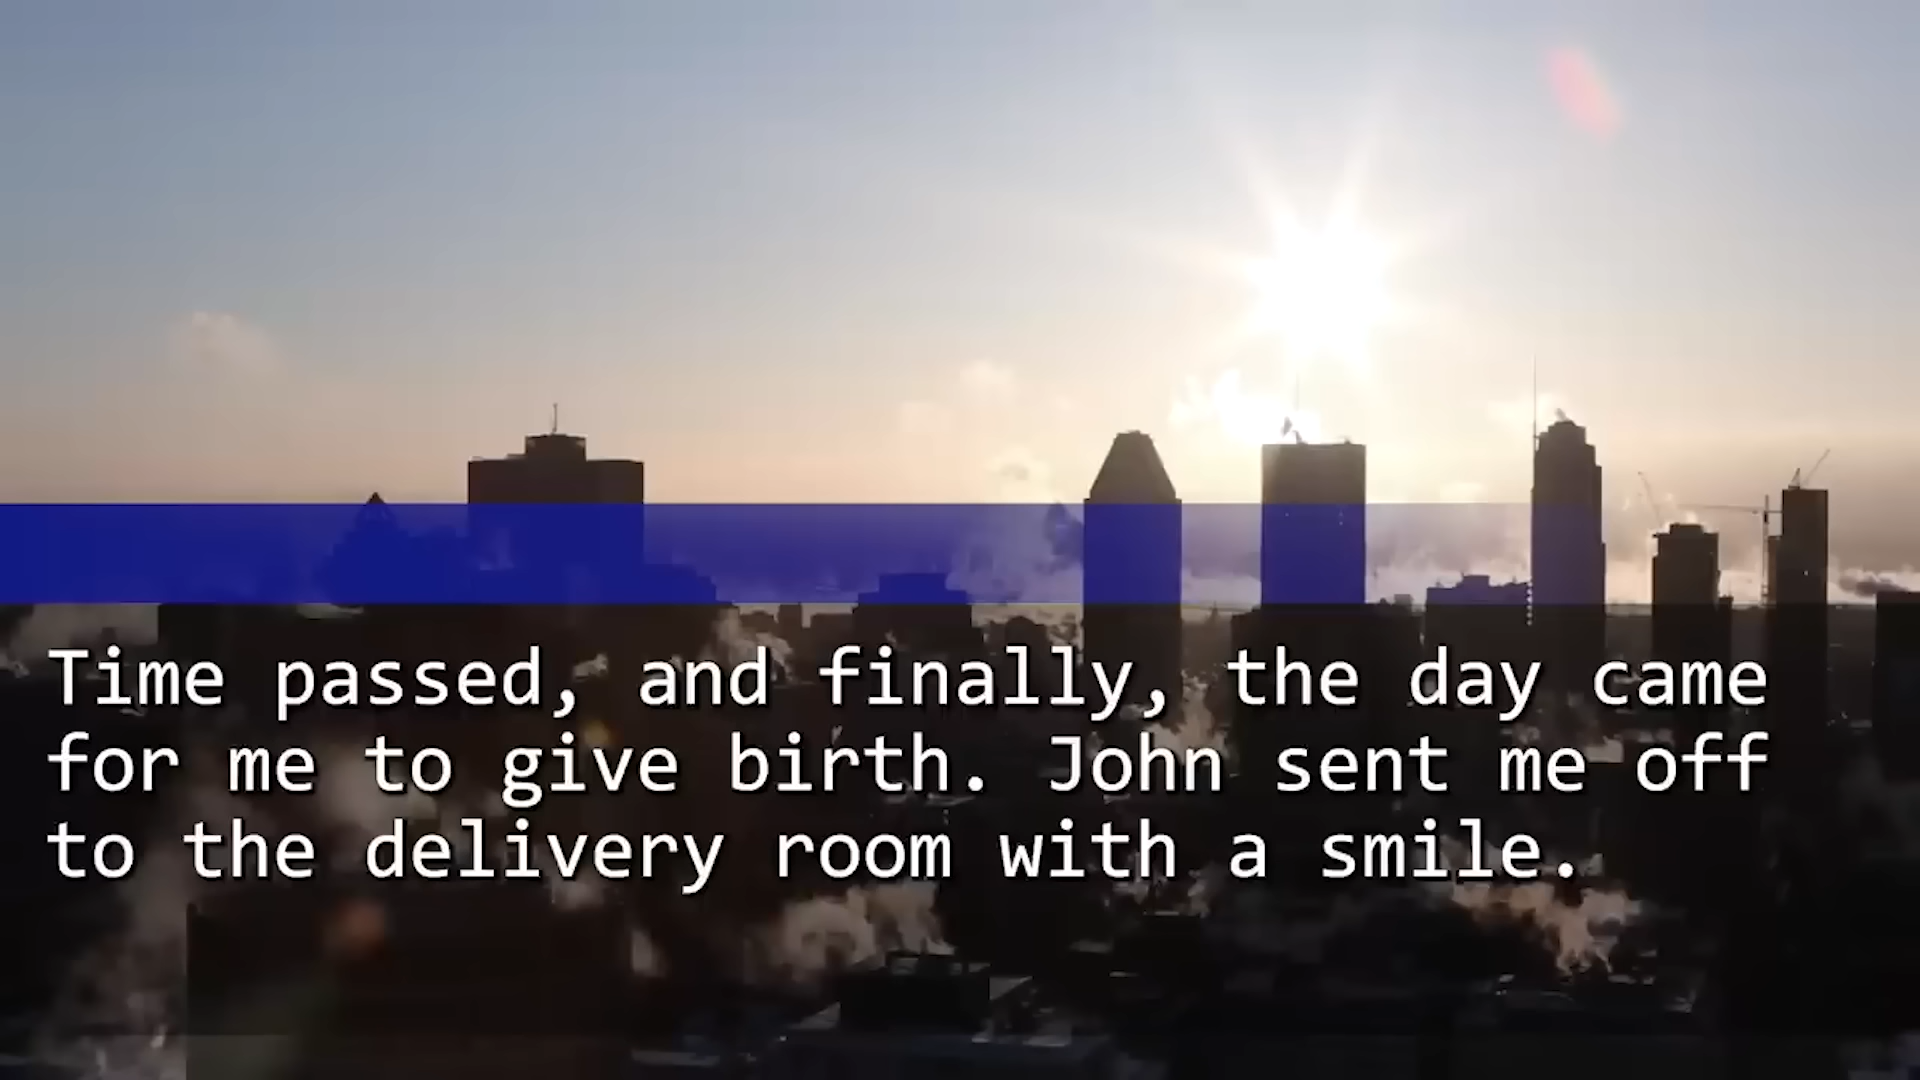 Time passed, and finally, the day came
for me to give birth. John sent me off
to the delivery room with a smile.